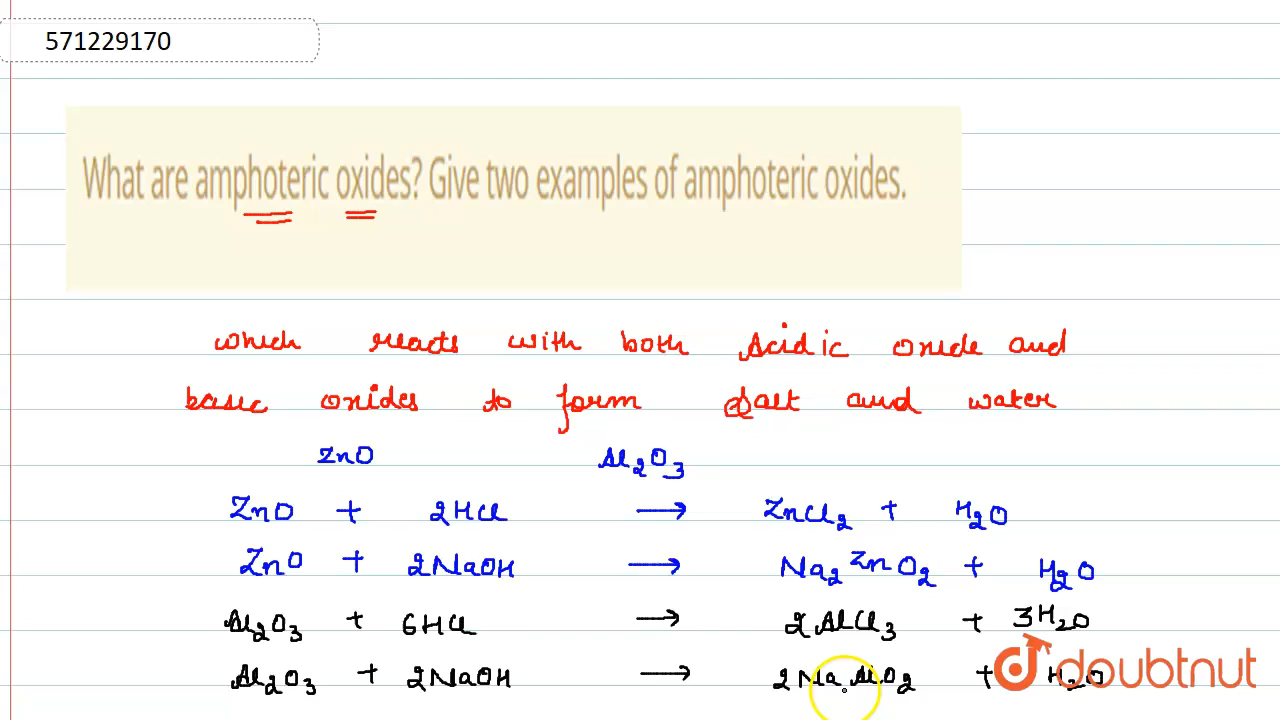 571229170
What are amphoteric oxides? Give two examples of amphoteric oxides.
which reacts with both Acidic oxide and
basic oxides to form Salt and water
ZnO Al₂O₃
ZnO + 2HCl → ZnCl₂ + H₂O
ZnO + 2NaOH → Na₂ZnO₂ + H₂O
Al₂O₃ + 6HCl → 2AlCl₃ + 3H₂O
Al₂O₃ + 2NaOH → 2NaAlO₂ + H₂O
doubtnut